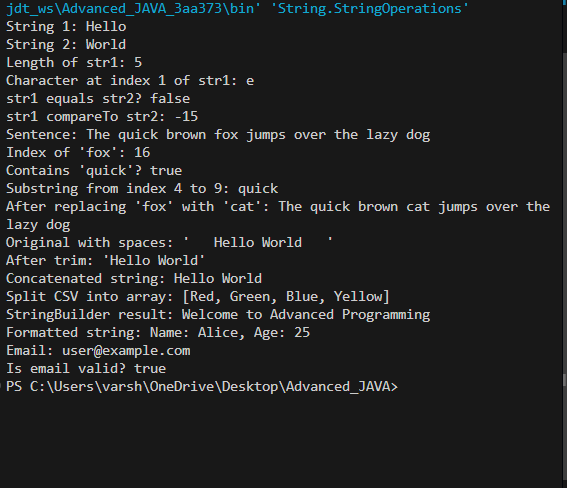 jdt_ws\Advanced_JAVA_3aa373\bin' 'String.StringOperations'
String 1: Hello
String 2: World
Length of str1: 5
Character at index 1 of str1: e
str1 equals str2? false
str1 compareTo str2: -15
Sentence: The quick brown fox jumps over the lazy dog
Index of 'fox': 16
Contains 'quick'? true
Substring from index 4 to 9: quick
After replacing 'fox' with 'cat': The quick brown cat jumps over the
lazy dog
Original with spaces: '   Hello World   '
After trim: 'Hello World'
Concatenated string: Hello World
Split CSV into array: [Red, Green, Blue, Yellow]
StringBuilder result: Welcome to Advanced Programming
Formatted string: Name: Alice, Age: 25
Email: user@example.com
Is email valid? true
PS C:\Users\varsh\OneDrive\Desktop\Advanced_JAVA>